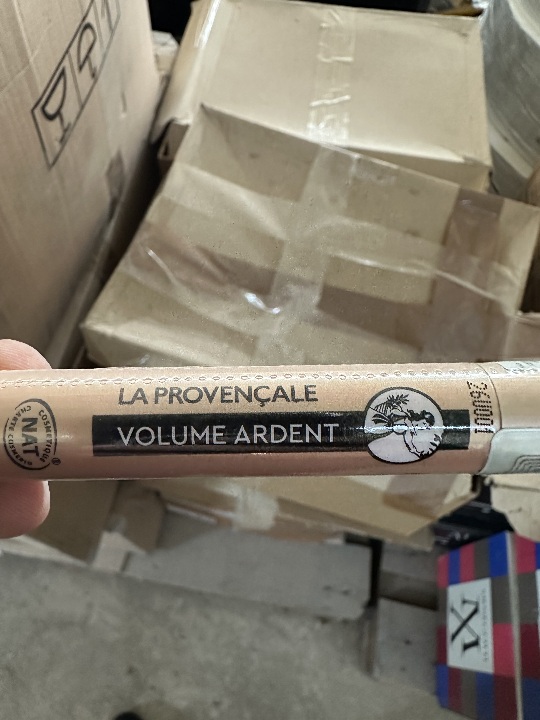 LA PROVENÇALE
VOLUME ARDENT
COSMÉTIQUE
NAT
®